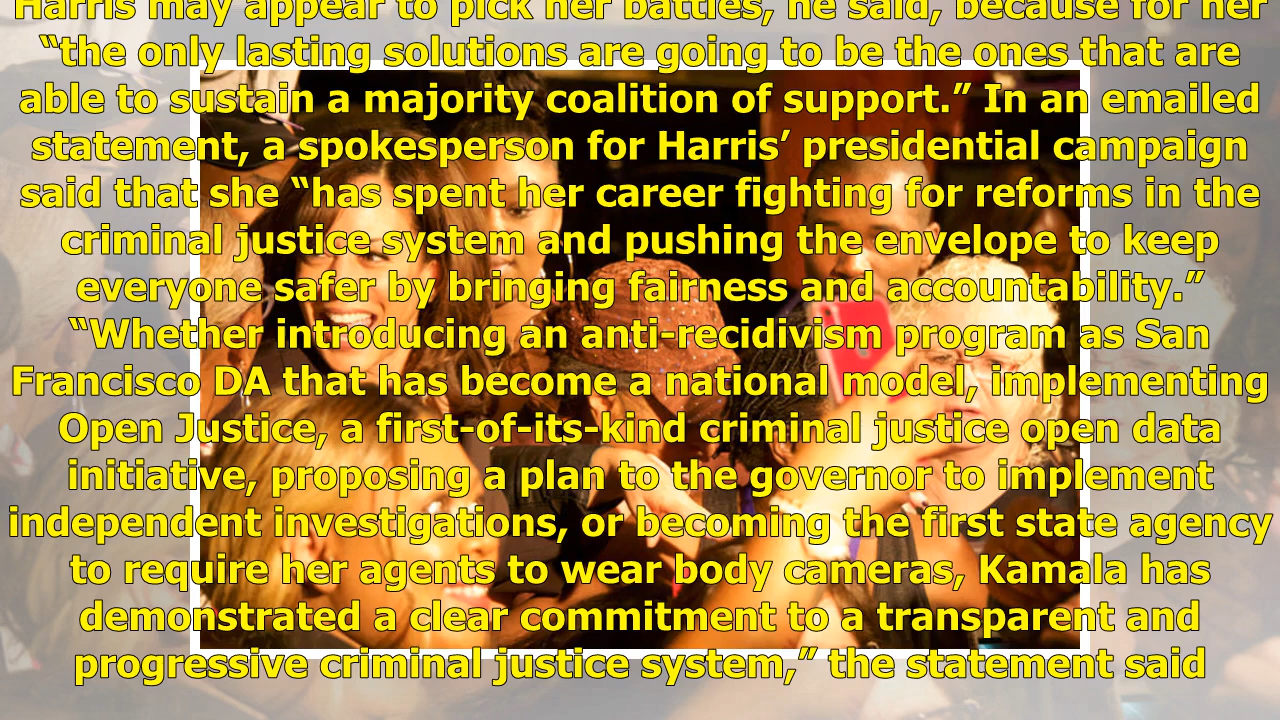 Harris may appear to pick her battles, he said, because for her
“the only lasting solutions are going to be the ones that are
able to sustain a majority coalition of support.” In an emailed
statement, a spokesperson for Harris’ presidential campaign
said that she “has spent her career fighting for reforms in the
criminal justice system and pushing the envelope to keep
everyone safer by bringing fairness and accountability.”
“Whether introducing an anti-recidivism program as San
Francisco DA that has become a national model, implementing
Open Justice, a first-of-its-kind criminal justice open data
initiative, proposing a plan to the governor to implement
independent investigations, or becoming the first state agency
to require her agents to wear body cameras, Kamala has
demonstrated a clear commitment to a transparent and
progressive criminal justice system,” the statement said